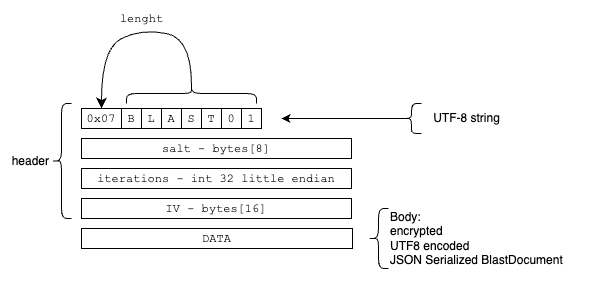 lenght
0x07 B L A S T 0 1
UTF-8 string
salt - bytes[8]
header
iterations - int 32 little endian
IV - bytes[16]
DATA
Body:
encrypted
UTF8 encoded
JSON Serialized BlastDocument